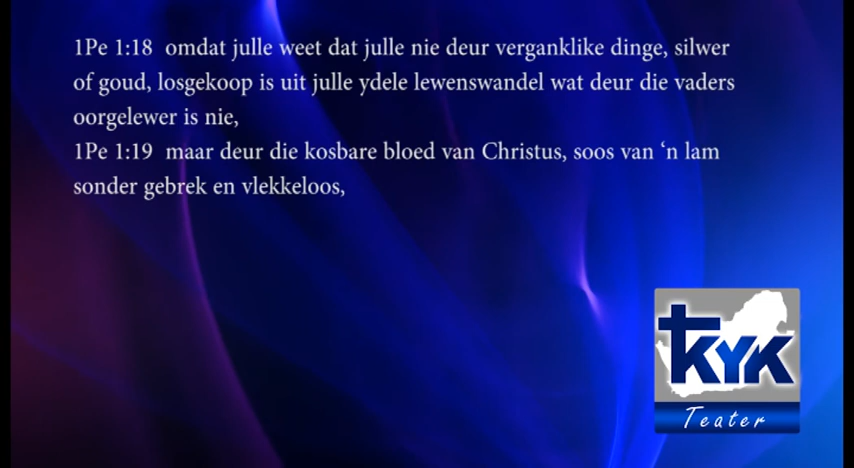 1Pe 1:18  omdat julle weet dat julle nie deur verganklike dinge, silwer
of goud, losgekoop is uit julle ydele lewenswandel wat deur die vaders
oorgelewer is nie,
1Pe 1:19  maar deur die kosbare bloed van Christus, soos van ‘n lam
sonder gebrek en vlekkeloos,
KYK
Teater